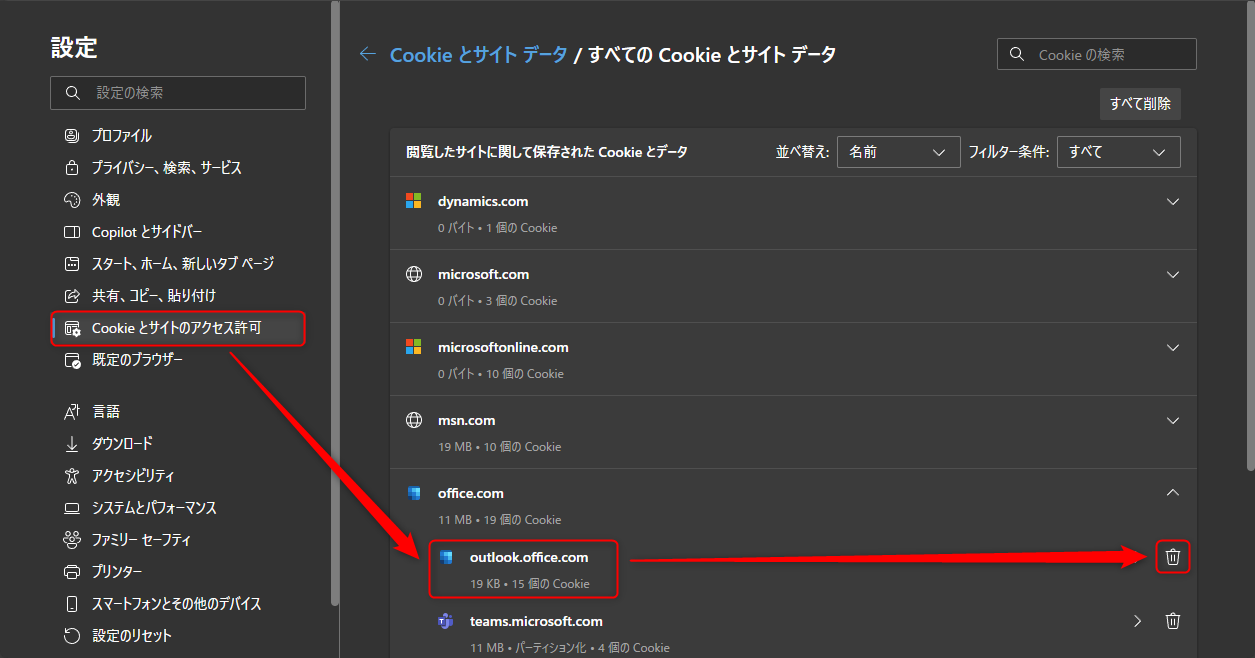 設定
設定の検索
プロファイル
プライバシー、検索、サービス
外観
Copilot とサイドバー
スタート、ホーム、新しいタブ ページ
共有、コピー、貼り付け
Cookie とサイトのアクセス許可
既定のブラウザー
言語
ダウンロード
アクセシビリティ
システムとパフォーマンス
ファミリー セーフティ
プリンター
スマートフォンとその他のデバイス
設定のリセット
Cookie とサイト データ / すべての Cookie とサイト データ
Cookie の検索
すべて削除
閲覧したサイトに関して保存された Cookie とデータ
並べ替え: 名前 フィルター条件: すべて
dynamics.com
0 バイト • 1 個の Cookie
microsoft.com
0 バイト • 3 個の Cookie
microsoftonline.com
0 バイト • 10 個の Cookie
msn.com
19 MB • 10 個の Cookie
office.com
11 MB • 19 個の Cookie
outlook.office.com
19 KB • 15 個の Cookie
teams.microsoft.com
11 MB • パーティション化 • 4 個の Cookie